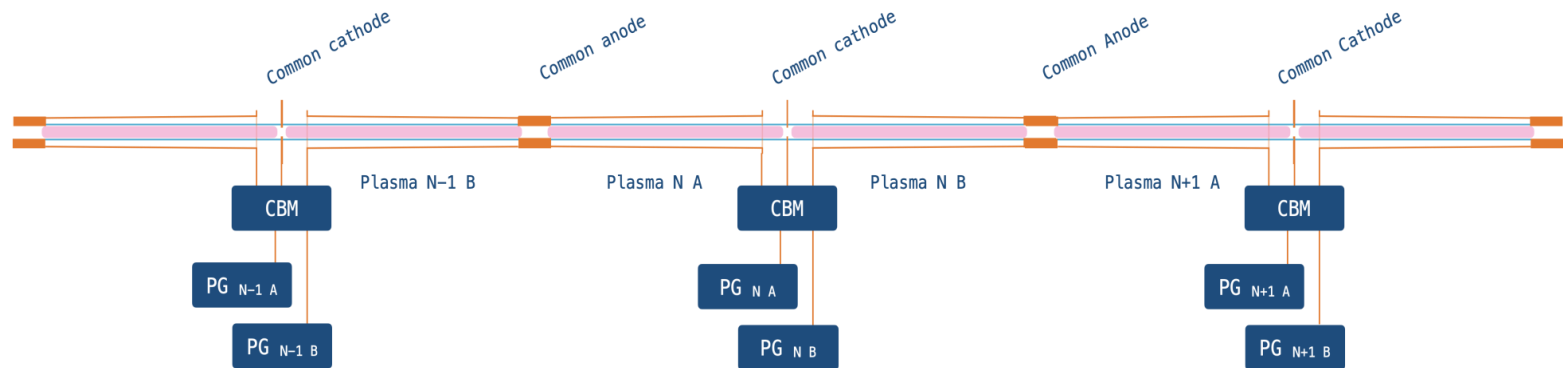 Common cathode
Common anode
Common cathode
Common Anode
Common Cathode
Plasma N−1 B
Plasma N A
Plasma N B
Plasma N+1 A
CBM
CBM
CBM
PG N−1 A
PG N A
PG N+1 A
PG N−1 B
PG N B
PG N+1 B